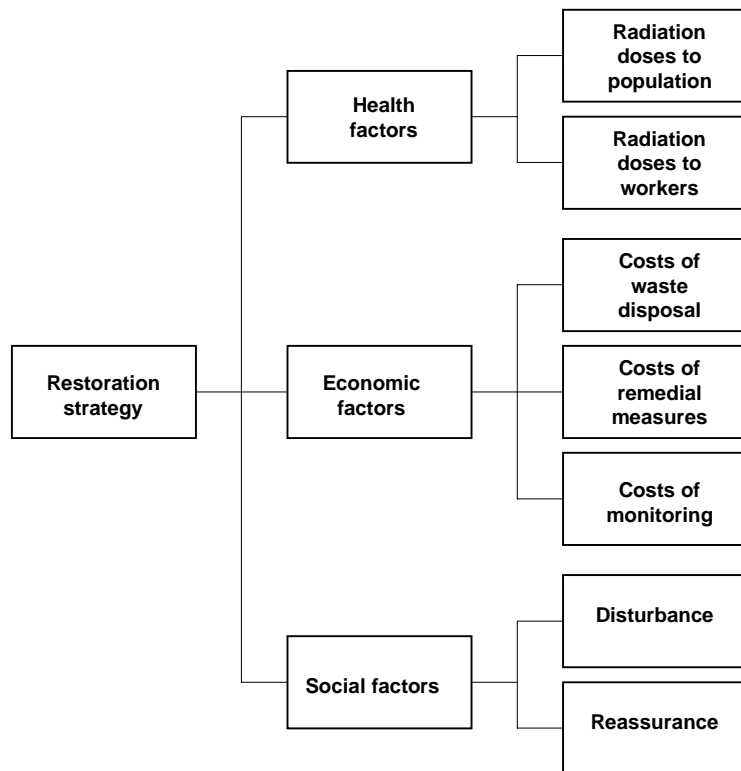 Restoration
strategy
Health
factors
Radiation
doses to
population
Radiation
doses to
workers
Economic
factors
Costs of
waste
disposal
Costs of
remedial
measures
Costs of
monitoring
Social factors
Disturbance
Reassurance